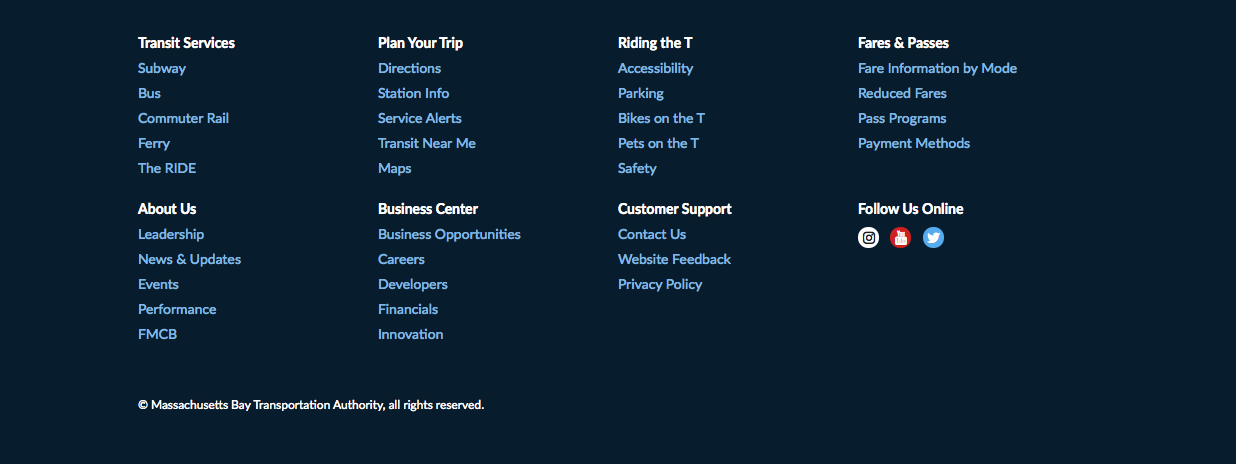 Transit Services
Subway
Bus
Commuter Rail
Ferry
The RIDE
Plan Your Trip
Directions
Station Info
Service Alerts
Transit Near Me
Maps
Riding the T
Accessibility
Parking
Bikes on the T
Pets on the T
Safety
Fares & Passes
Fare Information by Mode
Reduced Fares
Pass Programs
Payment Methods
About Us
Leadership
News & Updates
Events
Performance
FMCB
Business Center
Business Opportunities
Careers
Developers
Financials
Innovation
Customer Support
Contact Us
Website Feedback
Privacy Policy
Follow Us Online
© Massachusetts Bay Transportation Authority, all rights reserved.